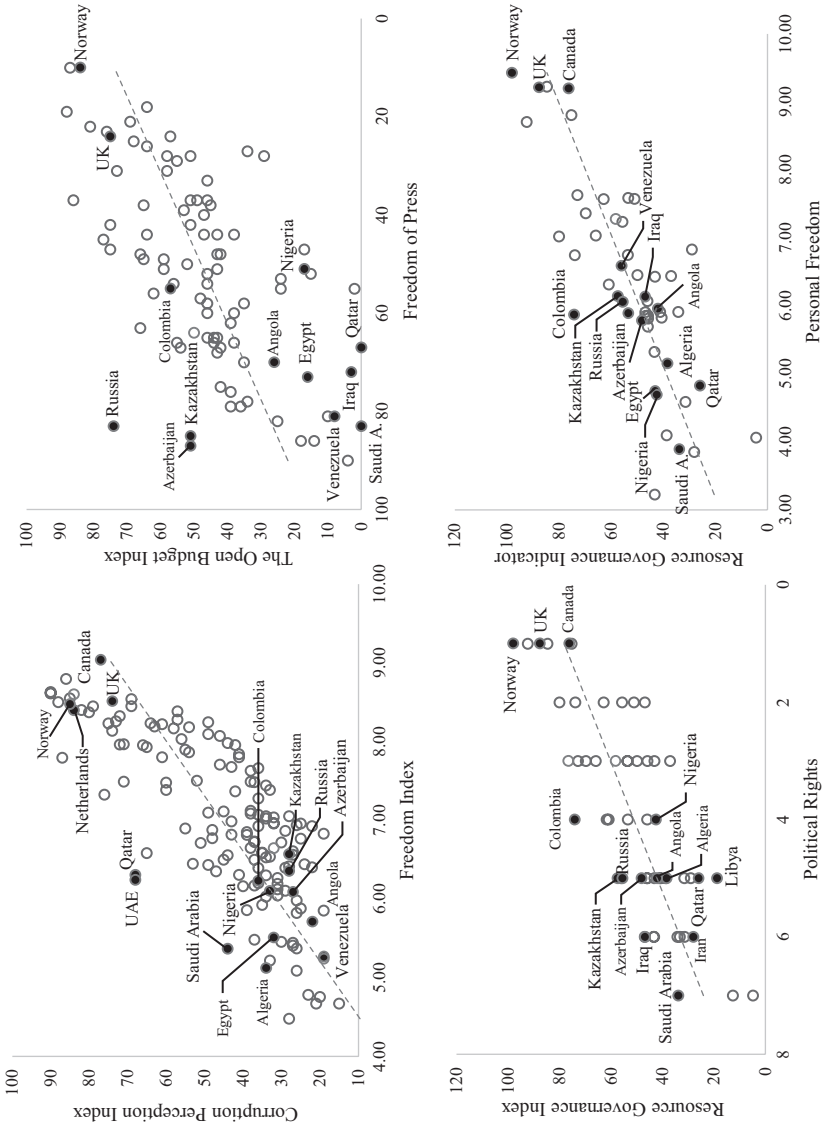 100
90
80
70
60
50
40
30
20
10
Corruption Perception Index
4.00
5.00
6.00
7.00
8.00
9.00
10.00
Freedom Index
Norway
Netherlands
Canada
UK
Qatar
UAE
Saudi Arabia
Nigeria
Egypt
Algeria
Colombia
Kazakhstan
Russia
Azerbaijan
Angola
Venezuela
100
90
80
70
60
50
40
30
20
10
0
The Open Budget Index
100
80
60
40
20
0
Freedom of Press
Norway
UK
Russia
Colombia
Kazakhstan
Azerbaijan
Nigeria
Angola
Egypt
Qatar
Iraq
Venezuela
Saudi A.
120
100
80
60
40
20
0
Resource Governance Index
8
6
4
2
0
Political Rights
Norway
UK
Canada
Colombia
Nigeria
Russia
Kazakhstan
Azerbaijan
Angola
Algeria
Iraq
Qatar
Libya
Iran
Saudi Arabia
120
100
80
60
40
20
0
Resource Governance Indicator
3.00
4.00
5.00
6.00
7.00
8.00
9.00
10.00
Personal Freedom
Norway
UK
Canada
Colombia
Venezuela
Iraq
Kazakhstan
Russia
Azerbaijan
Egypt
Angola
Algeria
Nigeria
Qatar
Saudi A.